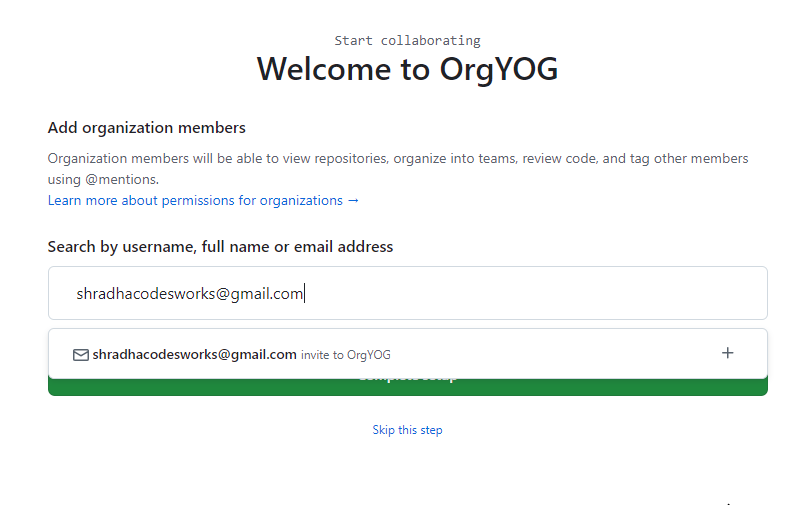 Start collaborating
Welcome to OrgYOG
Add organization members
Organization members will be able to view repositories, organize into teams, review code, and tag other members
using @mentions.
Learn more about permissions for organizations →
Search by username, full name or email address
shradhacodesworks@gmail.com
shradhacodesworks@gmail.com invite to OrgYOG
Complete setup
Skip this step